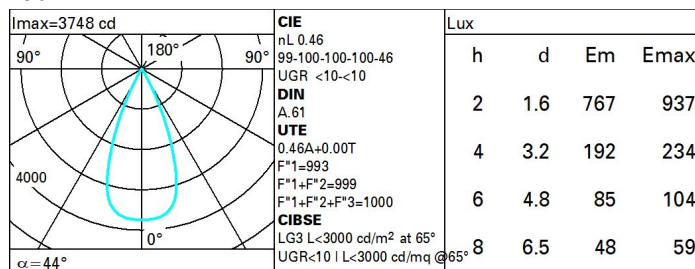 Imax=3748 cd
90° 180° 90°
4000
0°
α=44°
CIE
nL 0.46
99-100-100-100-46
UGR <10-<10
DIN
A.61
UTE
0.46A+0.00T
F"1=993
F"1+F"2=999
F"1+F"2+F"3=1000
CIBSE
LG3 L<3000 cd/m² at 65°
UGR<10 | L<3000 cd/mq @65°
Lux
h d Em Emax
2 1.6 767 937
4 3.2 192 234
6 4.8 85 104
8 6.5 48 59